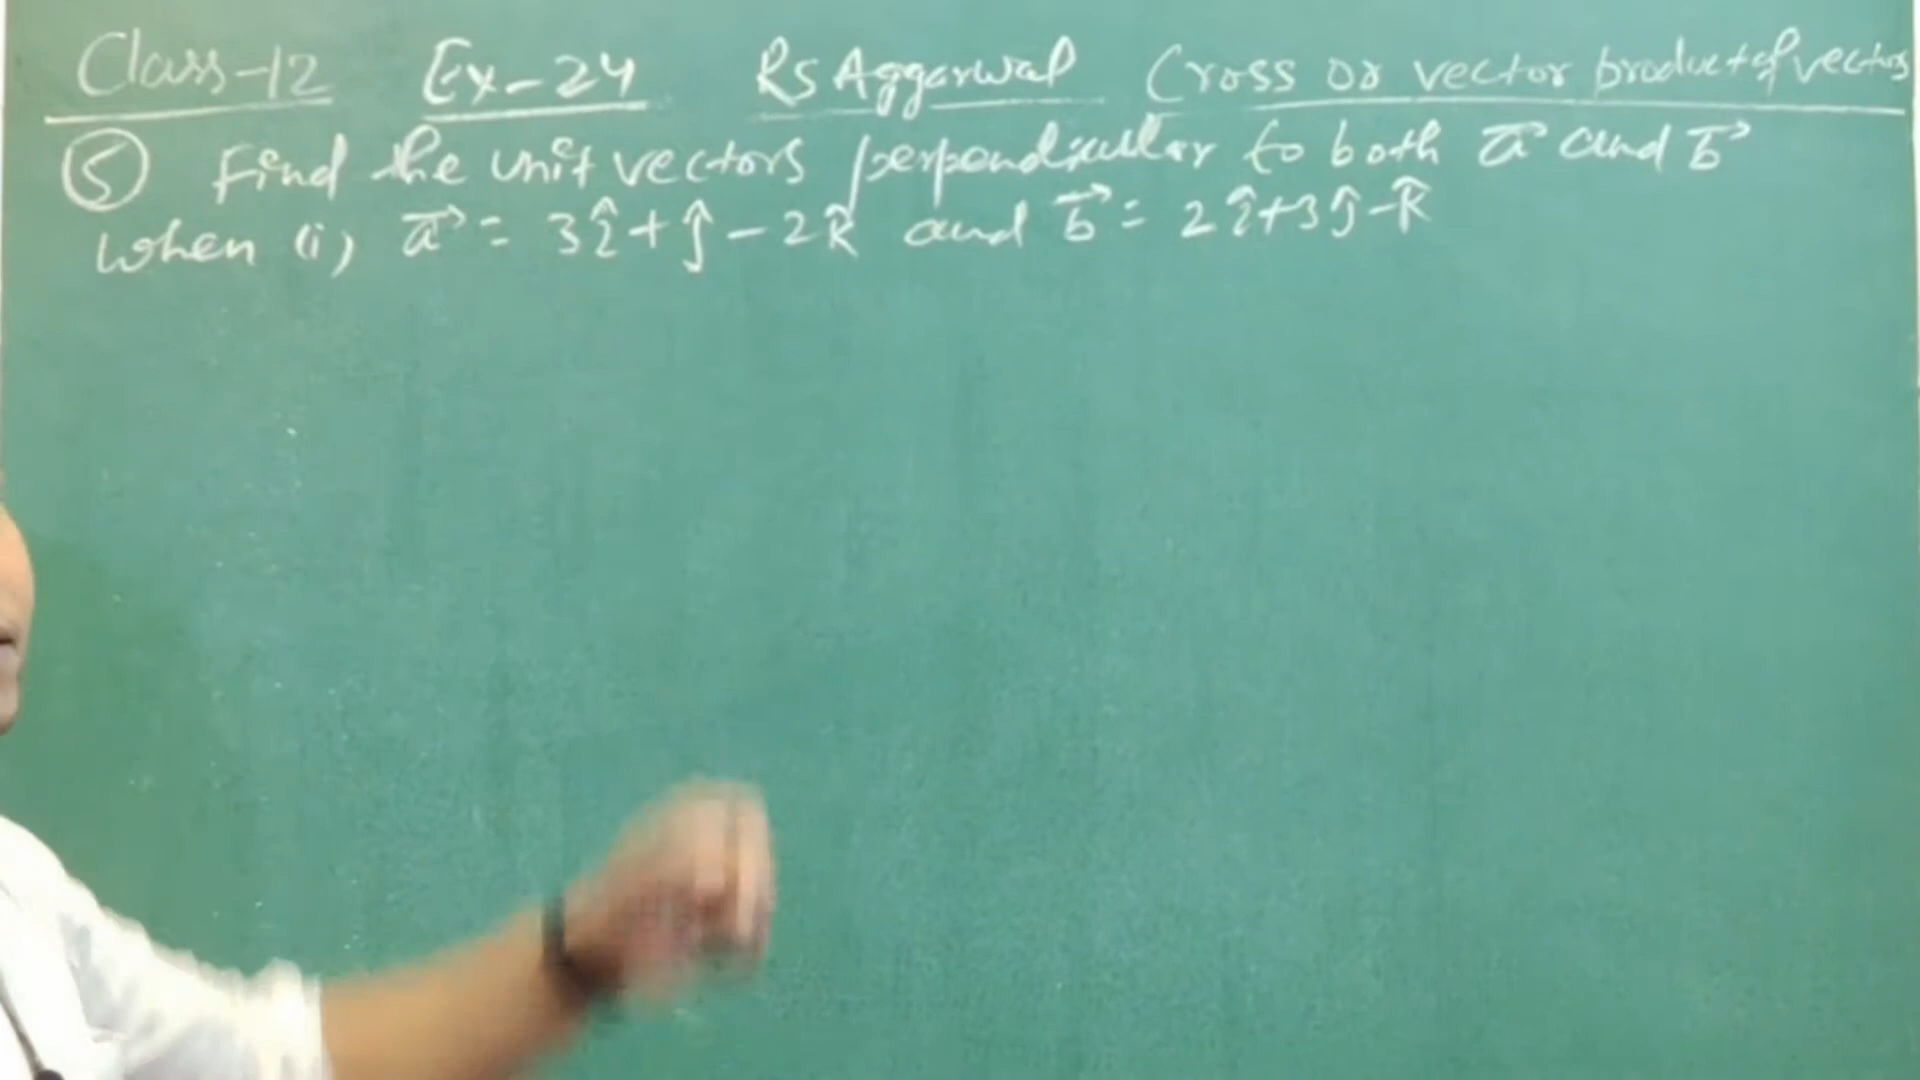 Class-12 Ex-24 RS Aggarwal Cross or vector product of vectors
⑤ Find the unit vectors perpendicular to both a⃗ and b⃗
when (i) a⃗ = 3î+ĵ-2k̂ and b⃗ = 2î+3ĵ-k̂